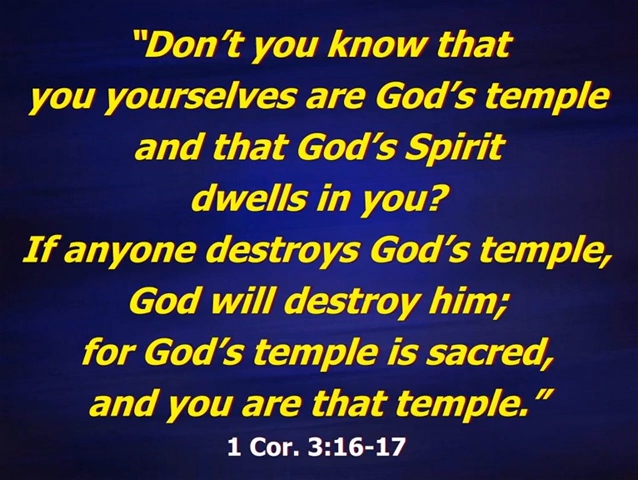 “Don’t you know that
you yourselves are God’s temple
and that God’s Spirit
dwells in you?
If anyone destroys God’s temple,
God will destroy him;
for God’s temple is sacred,
and you are that temple.”
1 Cor. 3:16-17